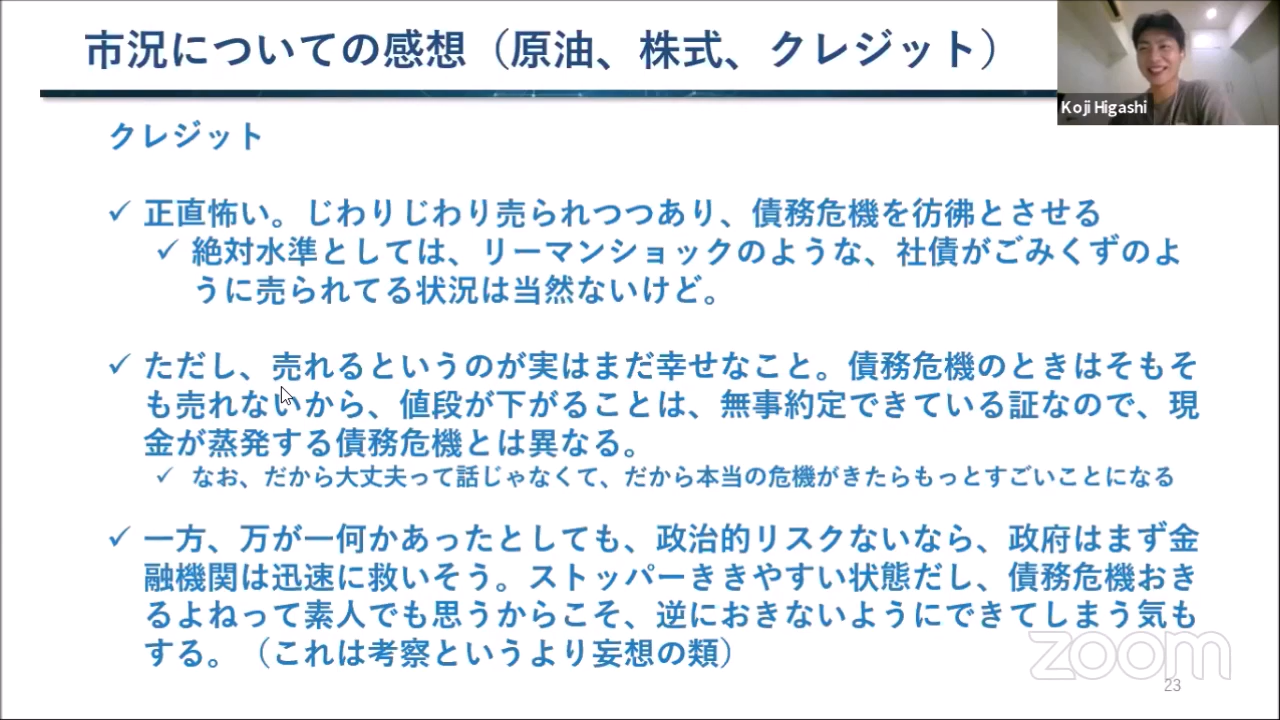 市況についての感想（原油、株式、クレジット）
Koji Higashi
クレジット
✓ 正直怖い。じわりじわり売られつつあり、債務危機を彷彿とさせる
✓ 絶対水準としては、リーマンショックのような、社債がごみくずのよ
うに売られてる状況は当然ないけど。
✓ ただし、売れるというのが実はまだ幸せなこと。債務危機のときはそもそ
も売れないから、値段が下がることは、無事約定できている証なので、現
金が蒸発する債務危機とは異なる。
✓ なお、だから大丈夫って話じゃなくて、だから本当の危機がきたらもっとすごいことになる
✓ 一方、万が一何かあったとしても、政治的リスクないなら、政府はまず金
融機関は迅速に救いそう。ストッパーききやすい状態だし、債務危機おき
るよねって素人でも思うからこそ、逆におきないようにできてしまう気も
する。（これは考察というより妄想の類）
zoom
23